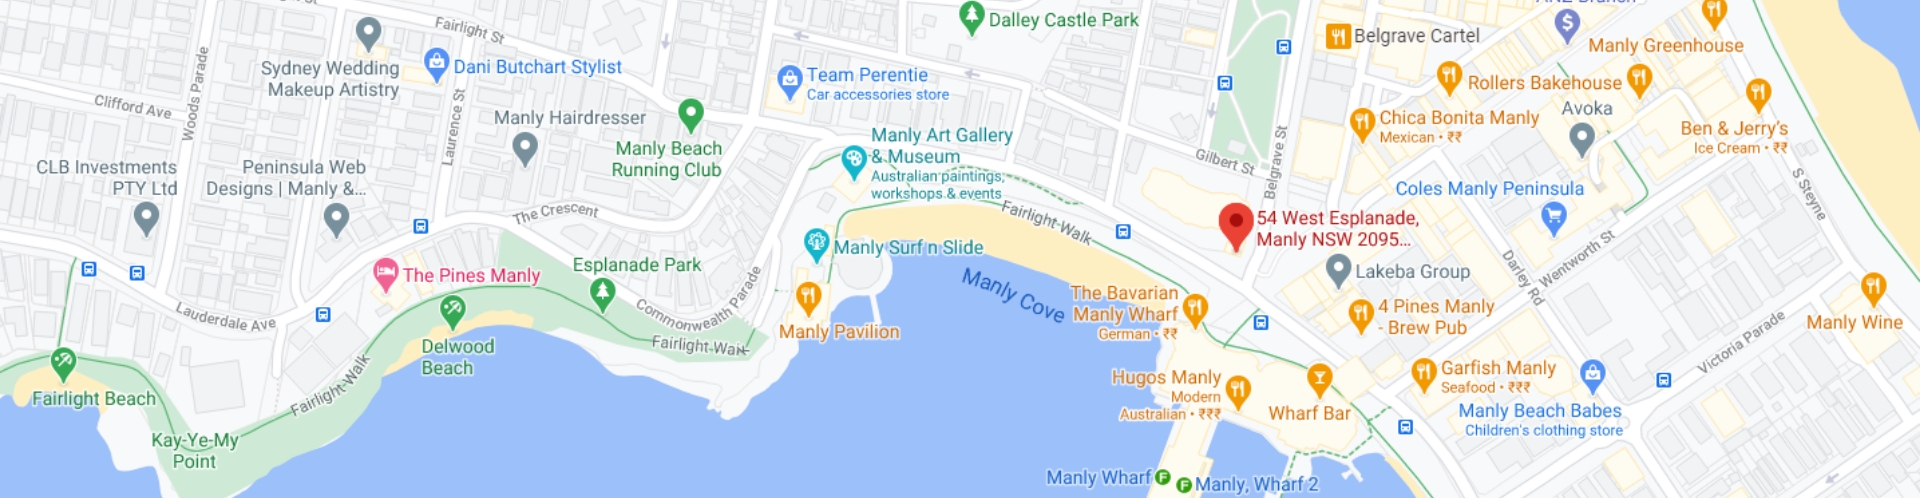 Fairlight St
Dalley Castle Park
Belgrave Cartel
Manly Greenhouse
Sydney Wedding
Makeup Artistry
Dani Butchart Stylist
Team Perentie
Car accessories store
Rollers Bakehouse
Clifford Ave
Woods Parade
Laurence St
Manly Hairdresser
Manly Beach
Running Club
Manly Art Gallery
& Museum
Australian paintings,
workshops & events
Chica Bonita Manly
Mexican • ₹₹
Avoka
Ben & Jerry's
Ice Cream • ₹₹
CLB Investments
PTY Ltd
Peninsula Web
Designs | Manly &...
Gilbert St
Belgrave St
Coles Manly Peninsula
S Steyne
The Crescent
Fairlight Walk
54 West Esplanade,
Manly NSW 2095...
Manly Surf n Slide
The Pines Manly
Esplanade Park
Lakeba Group
Darley Rd
Wentworth St
Manly Cove
The Bavarian
Manly Wharf
German • ₹₹
Lauderdale Ave
Commonwealth Parade
Manly Pavilion
4 Pines Manly
- Brew Pub
Manly Wine
Victoria Parade
Delwood
Beach
Fairlight Walk
Fairlight Walk
Fairlight Beach
Hugos Manly
Modern
Australian • ₹₹₹
Wharf Bar
Garfish Manly
Seafood • ₹₹₹
Manly Beach Babes
Children's clothing store
Kay-Ye-My
Point
Manly Wharf
F
F
Manly, Wharf 2